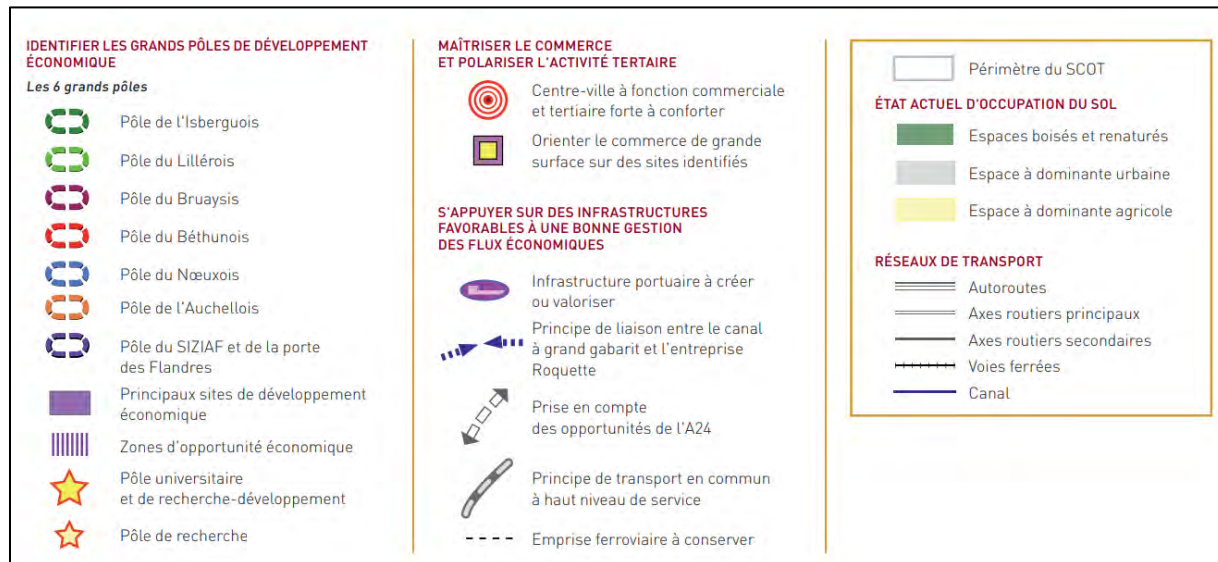 IDENTIFIER LES GRANDS PÔLES DE DÉVELOPPEMENT
ÉCONOMIQUE
Les 6 grands pôles
Pôle de l'Isberguois
Pôle du Lillérois
Pôle du Bruaysis
Pôle du Béthunois
Pôle du Nœuxois
Pôle de l'Auchellois
Pôle du SIZIAF et de la porte
des Flandres
Principaux sites de développement
économique
Zones d'opportunité économique
Pôle universitaire
et de recherche-développement
Pôle de recherche
MAÎTRISER LE COMMERCE
ET POLARISER L'ACTIVITÉ TERTIAIRE
Centre-ville à fonction commerciale
et tertiaire forte à conforter
Orienter le commerce de grande
surface sur des sites identifiés
S'APPUYER SUR DES INFRASTRUCTURES
FAVORABLES À UNE BONNE GESTION
DES FLUX ÉCONOMIQUES
Infrastructure portuaire à créer
ou valoriser
Principe de liaison entre le canal
à grand gabarit et l'entreprise
Roquette
Prise en compte
des opportunités de l'A24
Principe de transport en commun
à haut niveau de service
Emprise ferroviaire à conserver
Périmètre du SCOT
ÉTAT ACTUEL D'OCCUPATION DU SOL
Espaces boisés et renaturés
Espace à dominante urbaine
Espace à dominante agricole
RÉSEAUX DE TRANSPORT
Autoroutes
Axes routiers principaux
Axes routiers secondaires
Voies ferrées
Canal